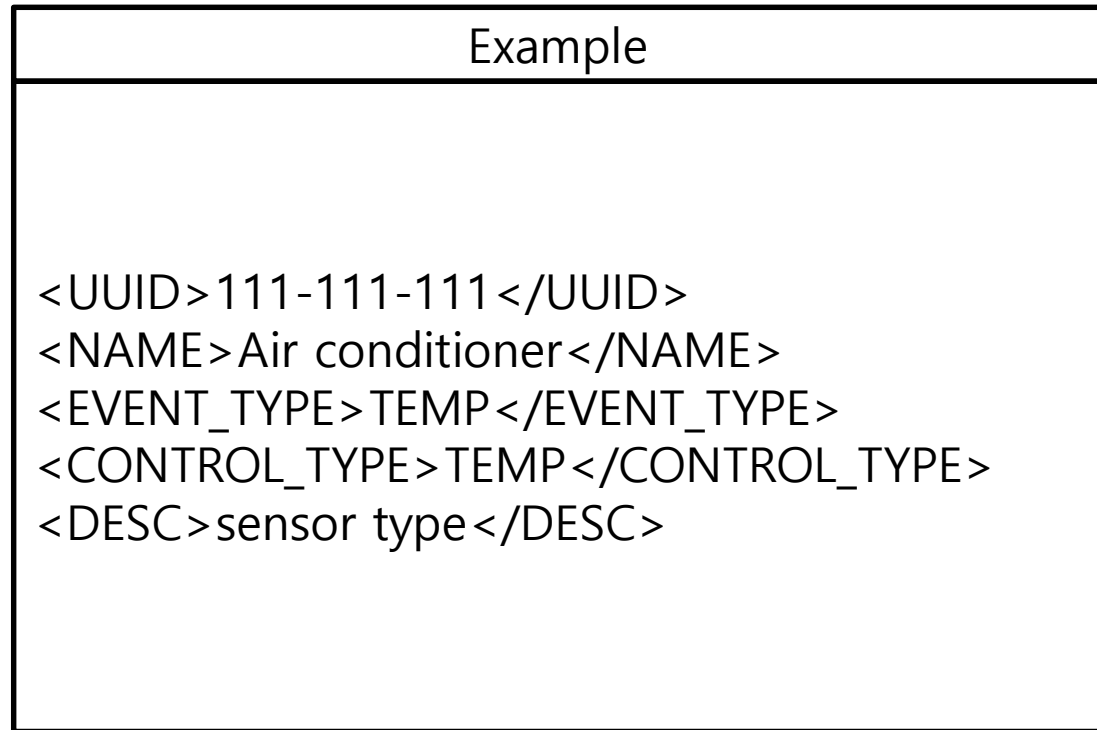 Example
<UUID>111-111-111</UUID>
<NAME>Air conditioner</NAME>
<EVENT_TYPE>TEMP</EVENT_TYPE>
<CONTROL_TYPE>TEMP</CONTROL_TYPE>
<DESC>sensor type</DESC>